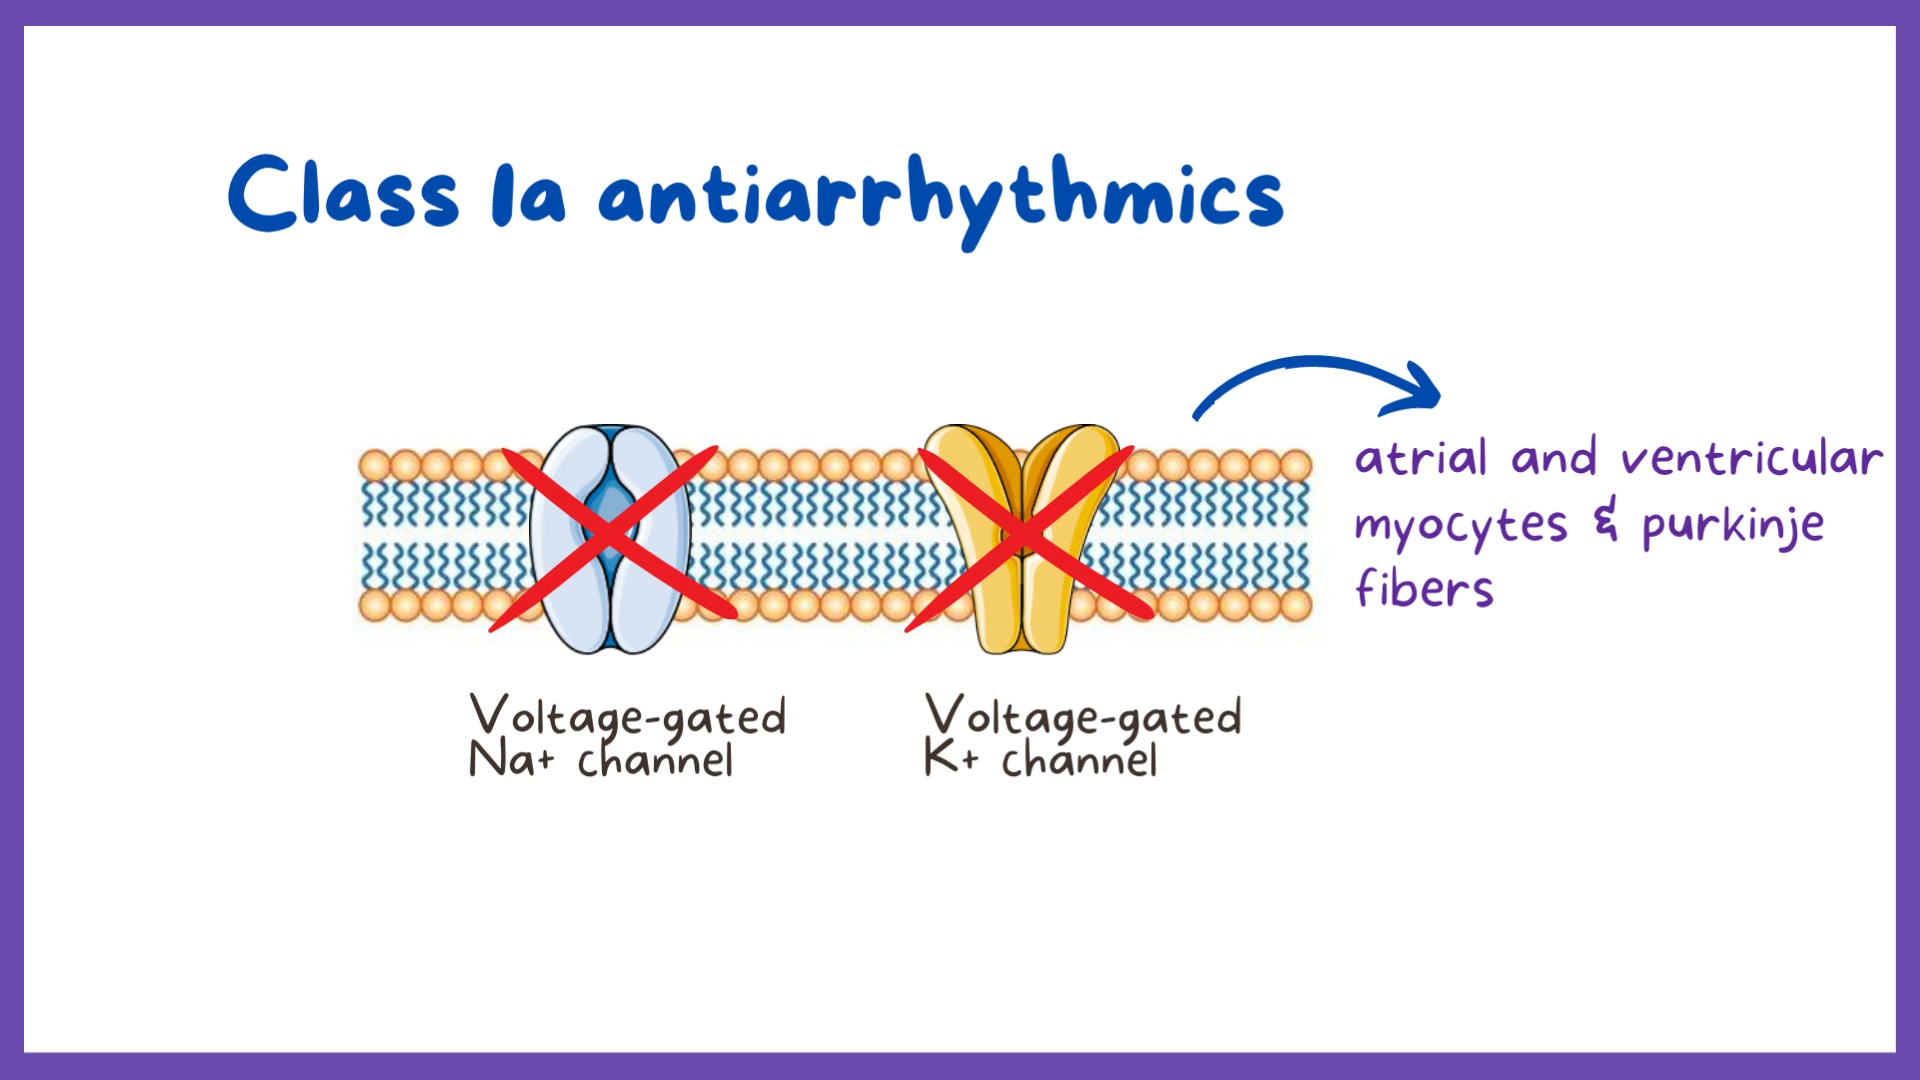 Class Ia antiarrhythmics
atrial and ventricular
myocytes & purkinje
fibers
Voltage-gated
Na+ channel
Voltage-gated
K+ channel